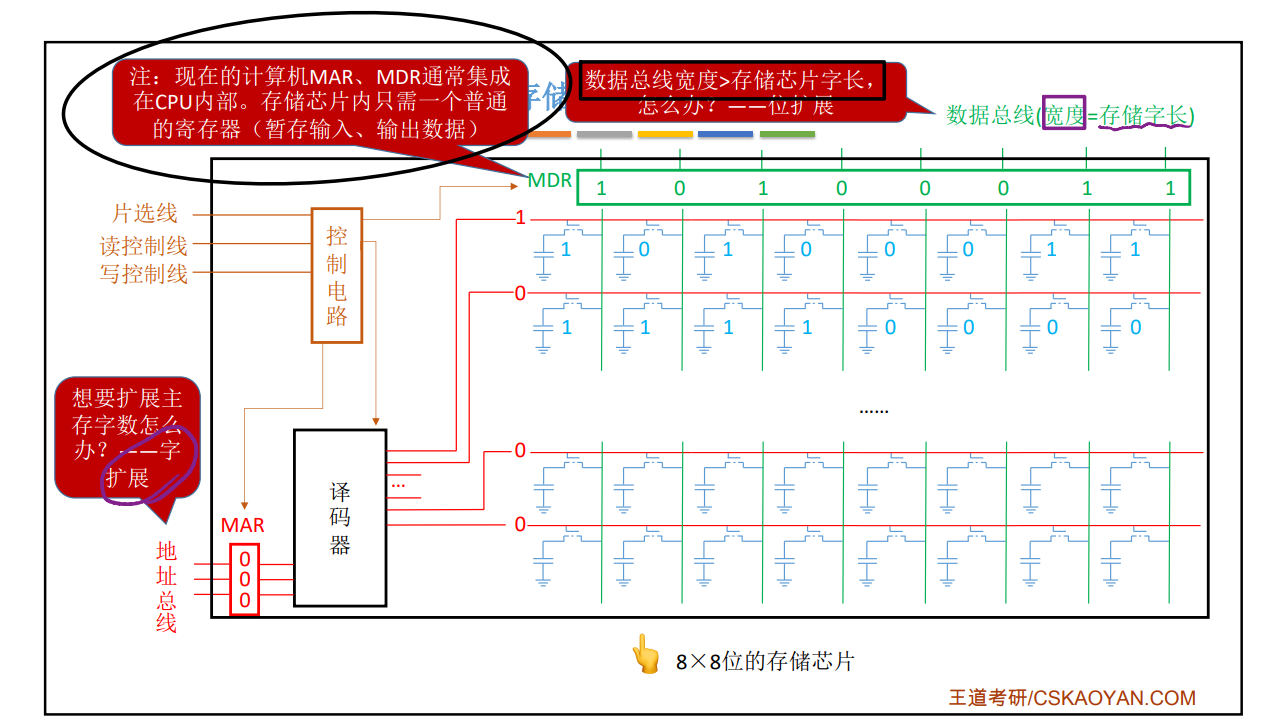 注：现在的计算机MAR、MDR通常集成
在CPU内部。存储芯片内只需一个普通
的寄存器（暂存输入、输出数据）
存储
数据总线宽度>存储芯片字长，
怎么办？——位扩展
数据总线(宽度=存储字长)
MDR
1 0 1 0 0 0 1 1
片选线
读控制线
写控制线
控
制
电
路
1
1 0 1 0 0 0 1 1
0
1 1 1 1 0 0 0 0
......
想要扩展主
存字数怎么
办？——字
扩展
0
0
...
译
码
器
MAR
地
址
总
线
0
0
0
8×8位的存储芯片
王道考研/CSKAOYAN.COM